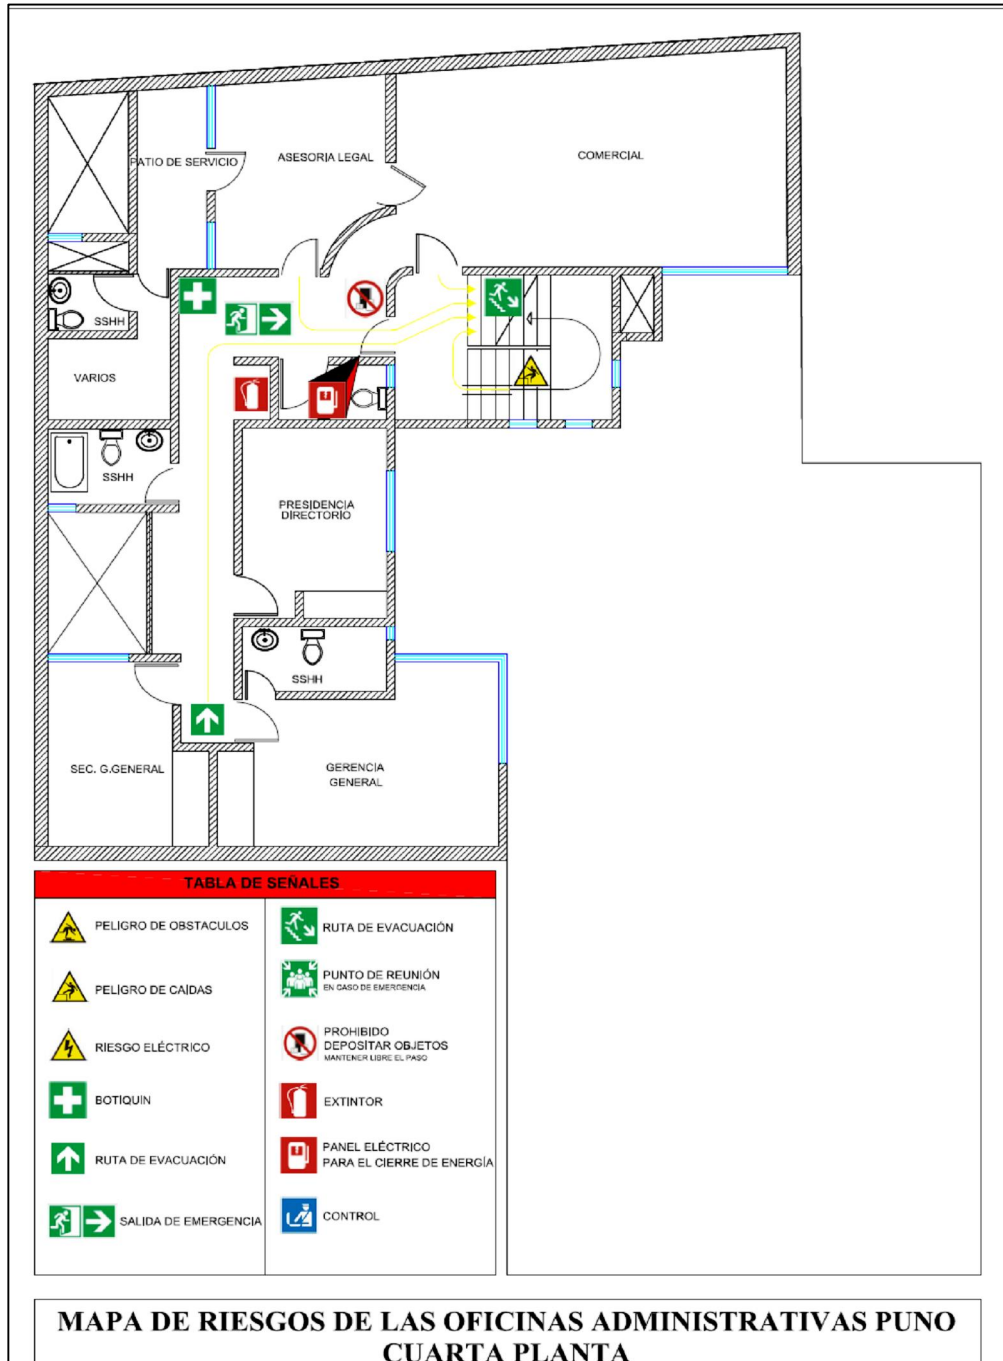 PATIO DE SERVICIO
ASESORIA LEGAL
COMERCIAL
SSHH
VARIOS
SSHH
PRESIDENCIA
DIRECTORIO
SSHH
SEC. G.GENERAL
GERENCIA
GENERAL
TABLA DE SEÑALES
PELIGRO DE OBSTACULOS
PELIGRO DE CAÍDAS
RIESGO ELÉCTRICO
BOTIQUIN
RUTA DE EVACUACIÓN
SALIDA DE EMERGENCIA
RUTA DE EVACUACIÓN
PUNTO DE REUNIÓN
EN CASO DE EMERGENCIA
PROHIBIDO
DEPOSITAR OBJETOS
MANTENER LIBRE EL PASO
EXTINTOR
PANEL ELÉCTRICO
PARA EL CIERRE DE ENERGÍA
CONTROL
MAPA DE RIESGOS DE LAS OFICINAS ADMINISTRATIVAS PUNO
CUARTA PLANTA